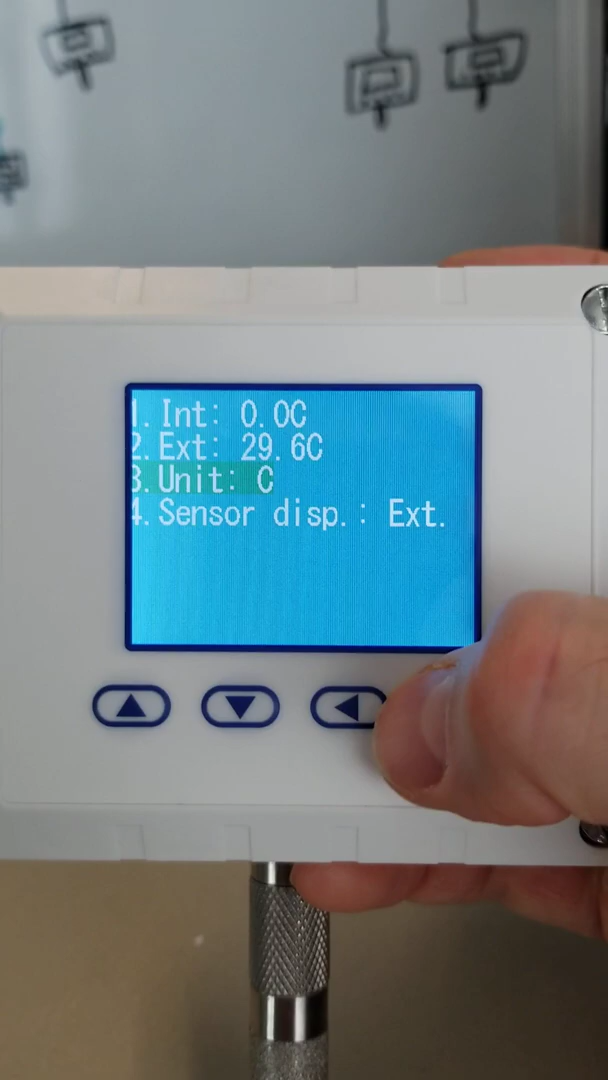 1. Int: 0.0C
2. Ext: 29.6C
3. Unit: C
4. Sensor disp.: Ext.